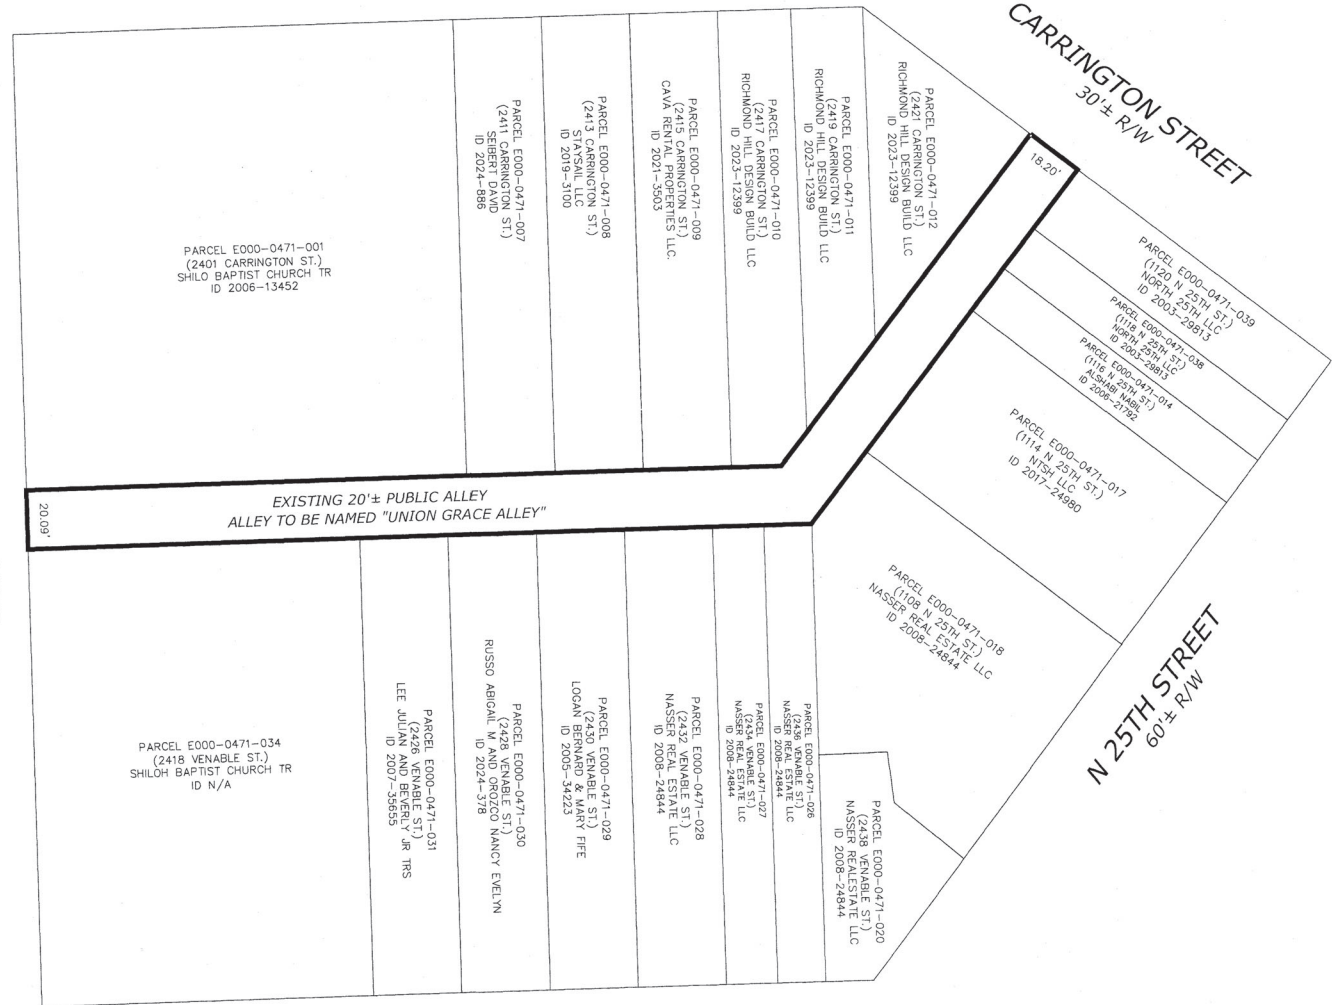 CARRINGTON STREET
30'± R/W
18.20'
PARCEL E000-0471-001
(2401 CARRINGTON ST.)
SHILO BAPTIST CHURCH TR
ID 2006-13452
PARCEL E000-0471-007
(2411 CARRINGTON ST.)
SEIBERT DAVID
ID 2024-886
PARCEL E000-0471-008
(2413 CARRINGTON ST.)
STAYSAIL LLC
ID 2019-3100
PARCEL E000-0471-009
(2415 CARRINGTON ST.)
CAVA RENTAL PROPERTIES LLC.
ID 2021-3503
PARCEL E000-0471-010
(2417 CARRINGTON ST.)
RICHMOND HILL DESIGN BUILD LLC
ID 2023-12399
PARCEL E000-0471-011
(2419 CARRINGTON ST.)
RICHMOND HILL DESIGN BUILD LLC
ID 2023-12399
PARCEL E000-0471-012
(2421 CARRINGTON ST.)
RICHMOND HILL DESIGN BUILD LLC
ID 2023-12399
PARCEL E000-0471-039
(1120 N 25TH ST.)
NORTH 25TH LLC
ID 2003-29813
PARCEL E000-0471-038
(1118 N 25TH ST.)
NORTH 25TH LLC
ID 2003-29813
PARCEL E000-0471-014
(1116 N 25TH ST.)
ALSHABI NABIL
ID 2006-21792
PARCEL E000-0471-017
(1114 N 25TH ST.)
NTSH LLC
ID 2017-24980
PARCEL E000-0471-018
(1108 N 25TH ST.)
NASSER REAL ESTATE LLC
ID 2008-24844
N 25TH STREET
60'± R/W
20.09'
EXISTING 20'± PUBLIC ALLEY
ALLEY TO BE NAMED "UNION GRACE ALLEY"
PARCEL E000-0471-034
(2418 VENABLE ST.)
SHILOH BAPTIST CHURCH TR
ID N/A
PARCEL E000-0471-031
(2426 VENABLE ST.)
LEE JULIAN AND BEVERLY JR TRS
ID 2007-35655
PARCEL E000-0471-030
(2428 VENABLE ST.)
RUSSO ABIGAIL M AND OROZCO NANCY EVELYN
ID 2024-378
PARCEL E000-0471-029
(2430 VENABLE ST.)
LOGAN BERNARD & MARY FIFE
ID 2005-34223
PARCEL E000-0471-028
(2432 VENABLE ST.)
NASSER REAL ESTATE LLC
ID 2008-24844
PARCEL E000-0471-027
(2434 VENABLE ST.)
NASSER REAL ESTATE LLC
ID 2008-24844
PARCEL E000-0471-026
(2436 VENABLE ST.)
NASSER REAL ESTATE LLC
ID 2008-24844
PARCEL E000-0471-020
(2438 VENABLE ST.)
NASSER REALESTATE LLC
ID 2008-24844